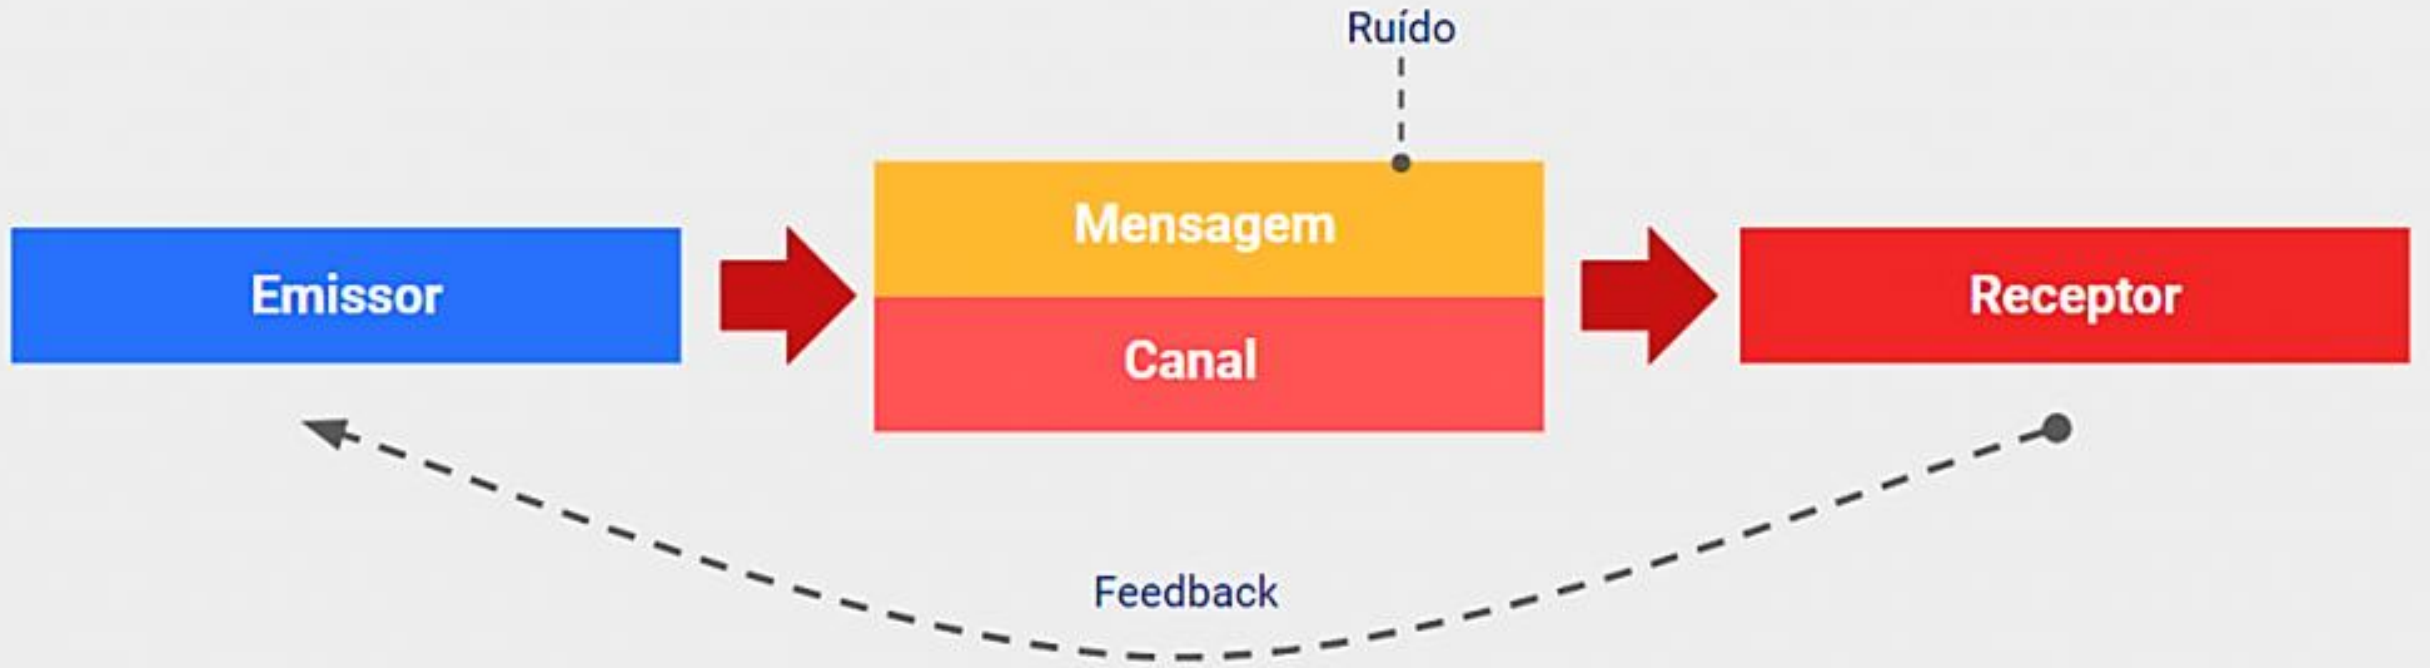 Ruído
Mensagem
Emissor
Canal
Receptor
Feedback